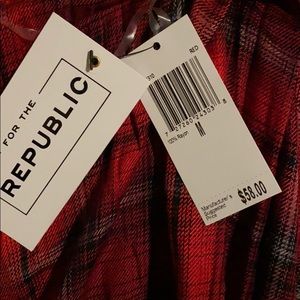 FOR THE
REPUBLIC
RED
100% Rayon
M
Manufacturer's
Suggested
Price
$58.00